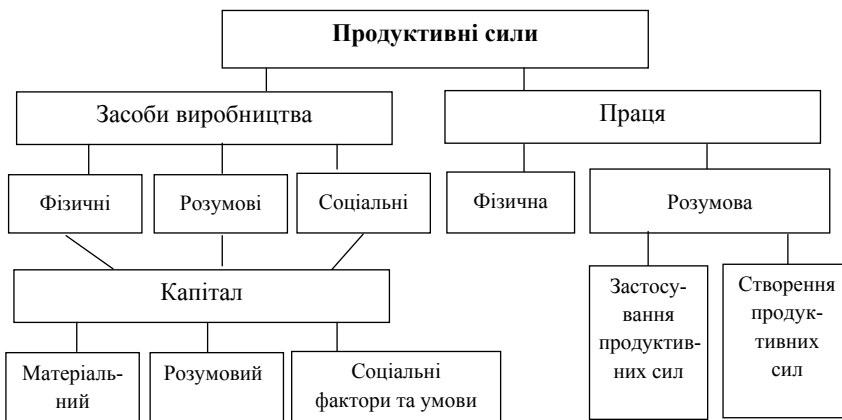 Продуктивні сили
Засоби виробництва
Праця
Фізичні
Розумові
Соціальні
Фізична
Розумова
Капітал
Застосу-
вання
продуктив-
них сил
Створення
продук-
тивних
сил
Матеріаль-
ний
Розумовий
Соціальні
фактори та умови